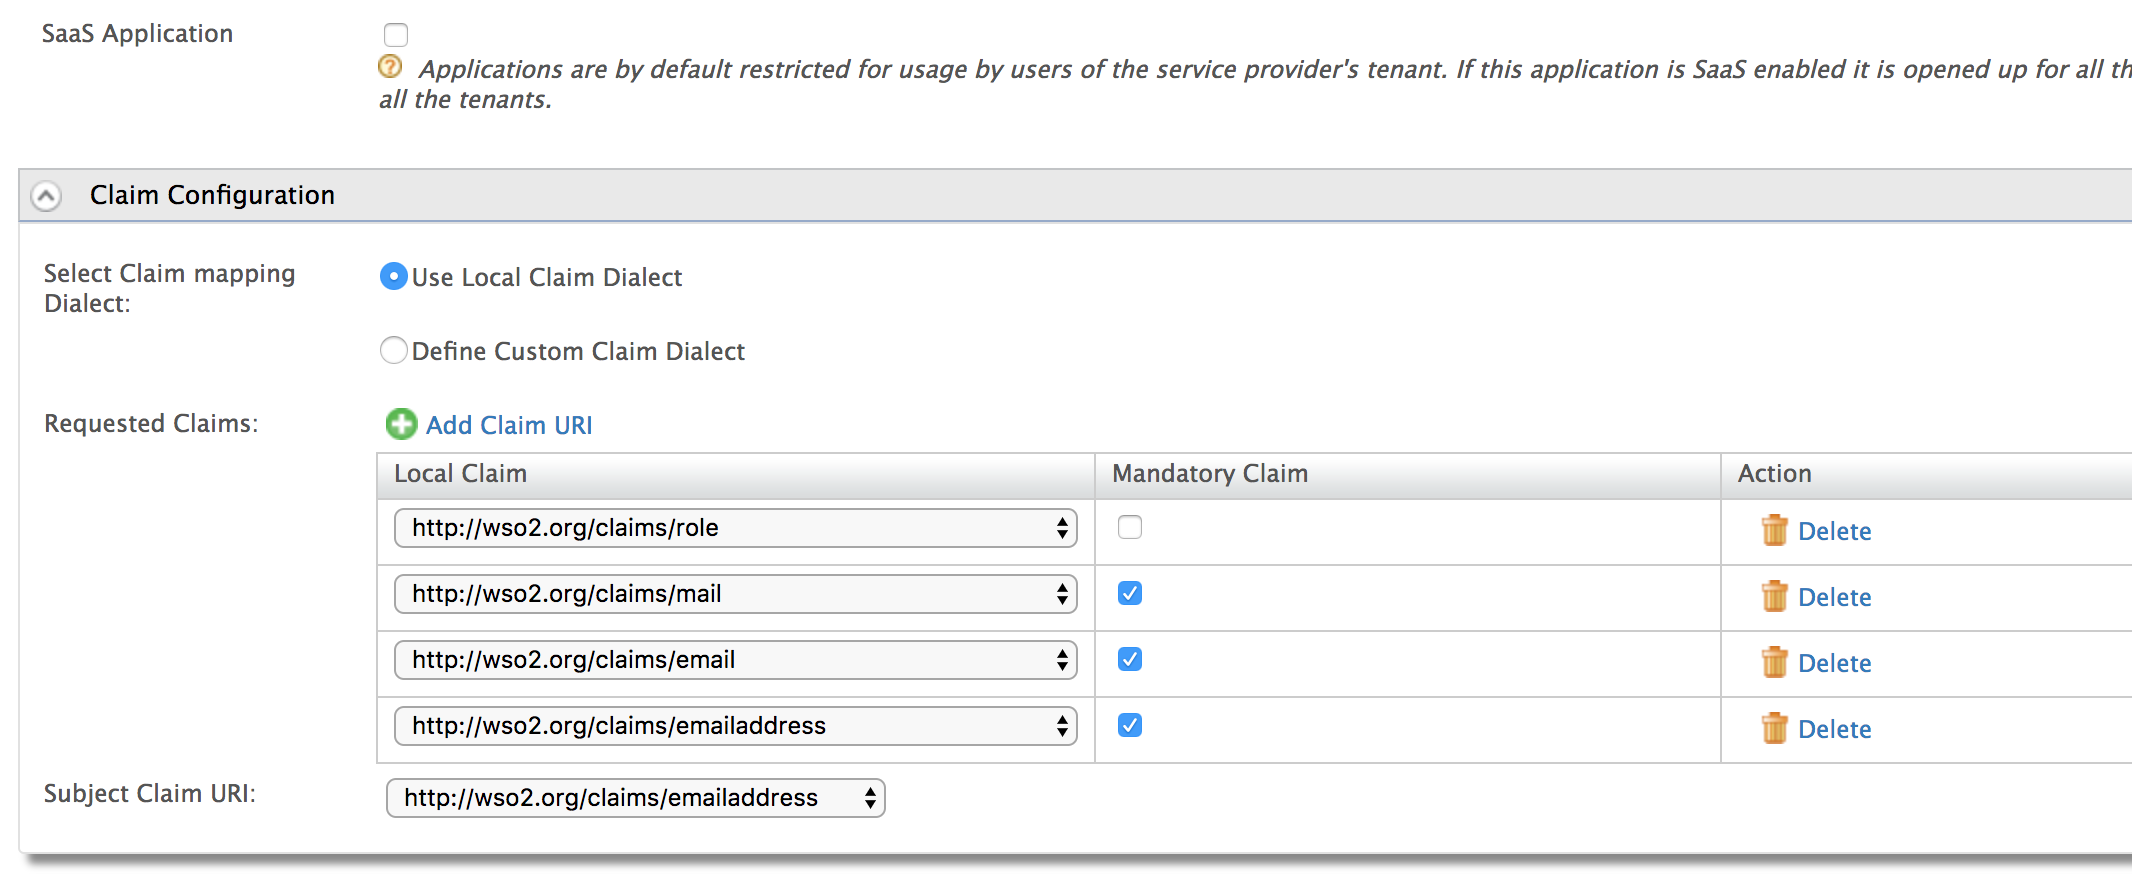 SaaS Application
Applications are by default restricted for usage by users of the service provider's tenant. If this application is SaaS enabled it is opened up for all
all the tenants.
Claim Configuration
Select Claim mapping
Dialect:
Use Local Claim Dialect
Define Custom Claim Dialect
Requested Claims:
Add Claim URI
Local Claim Mandatory Claim Action
http://wso2.org/claims/role Delete
http://wso2.org/claims/mail Delete
http://wso2.org/claims/email Delete
http://wso2.org/claims/emailaddress Delete
Subject Claim URI:
http://wso2.org/claims/emailaddress